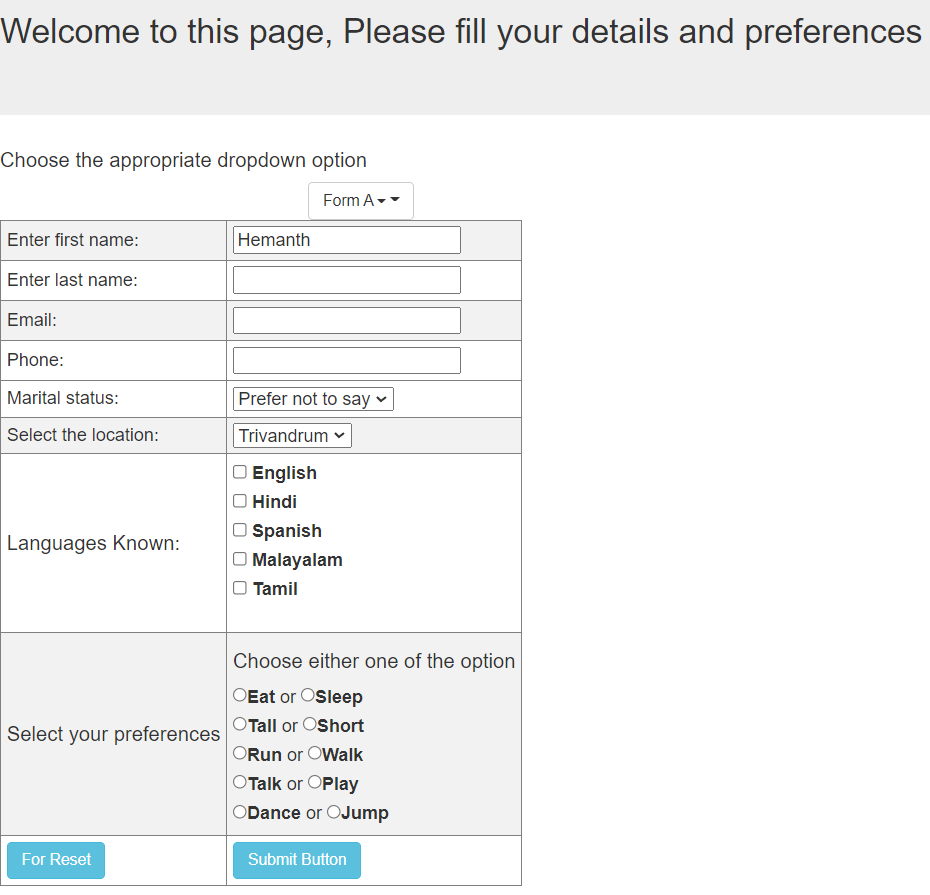 Welcome to this page, Please fill your details and preferences
Choose the appropriate dropdown option
Form A
Enter first name: Hemanth
Enter last name:
Email:
Phone:
Marital status: Prefer not to say
Select the location: Trivandrum
Languages Known:
English
Hindi
Spanish
Malayalam
Tamil
Select your preferences
Choose either one of the option
Eat or Sleep
Tall or Short
Run or Walk
Talk or Play
Dance or Jump
For Reset Submit Button